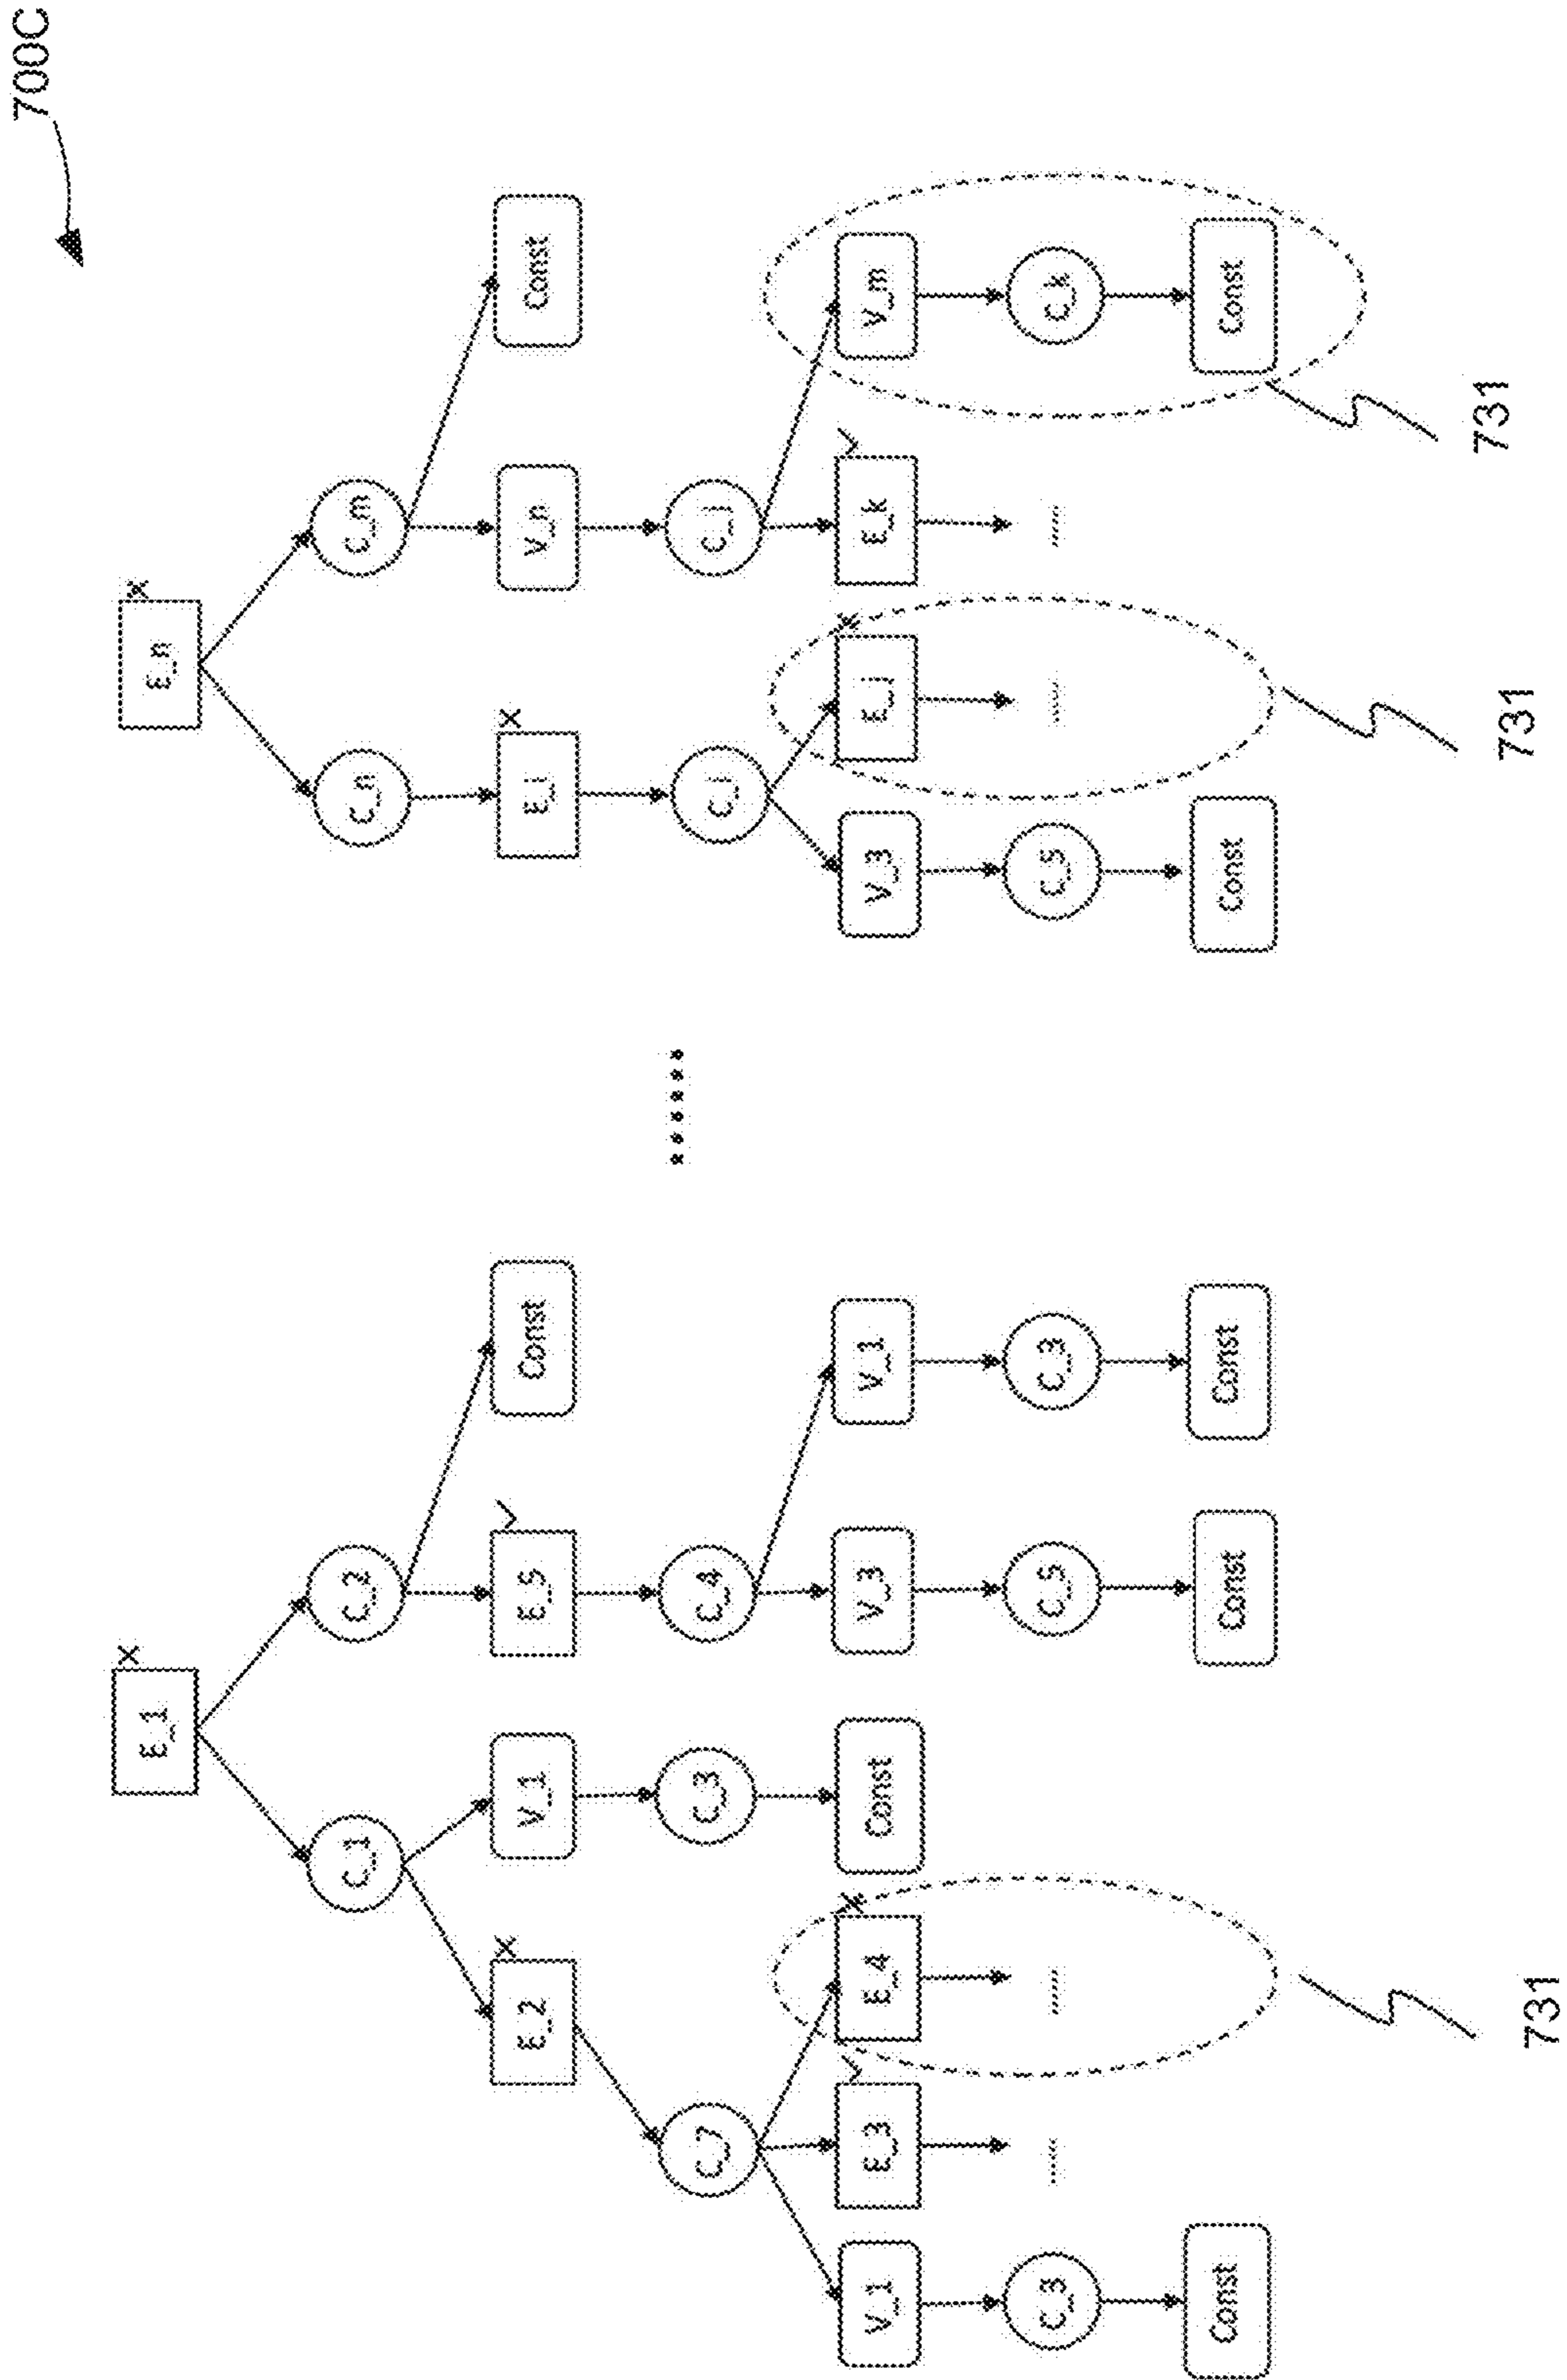 700C
E_1
E_n
C_1
C_2
C_n
C_m
E_2
V_1
E_5
Const
E_i
V_n
Const
......
C_7
C_3
C_4
C_i
C_j
V_1
E_3
E_4
Const
V_3
V_1
V_3
E_j
E_k
V_m
C_3
......
......
C_5
C_3
C_5
......
......
C_k
Const
Const
Const
Const
Const
731
731
731